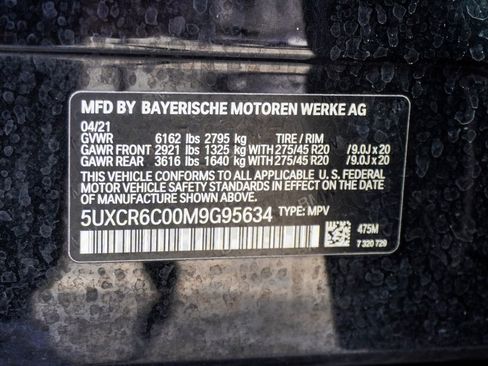 MFD BY BAYERISCHE MOTOREN WERKE AG
04/21
GVWR 6162 lbs 2795 kg TIRE / RIM
GAWR FRONT 2921 lbs 1325 kg WITH 275/45 R20 / 9.0J x 20
GAWR REAR 3616 lbs 1640 kg WITH 275/45 R20 / 9.0J x 20
THIS VEHICLE CONFORMS TO ALL APPLICABLE U. S. FEDERAL
MOTOR VEHICLE SAFETY STANDARDS IN EFFECT ON THE DATE
OF MANUFACTURE SHOWN ABOVE.
5UXCR6C00M9G95634 TYPE: MPV
475M
7 320 729